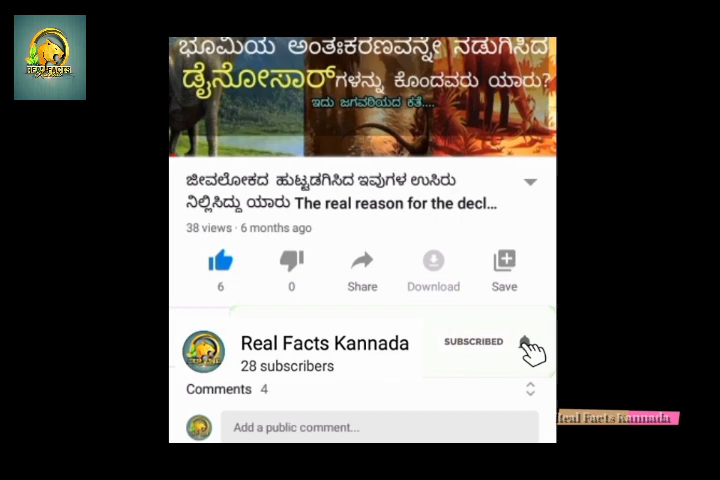 REAL FACTS
ಭೂಮಿಯ ಅಂತಃಕರಣವನ್ನೇ ನಡುಗಿಸಿದ
ಡೈನೋಸಾರ್‌ಗಳನ್ನು ಕೊಂದವರು ಯಾರು?
ಇದು ಜಗವರಿಯದ ಕತೆ....
ಜೀವಲೋಕದ ಹುಟ್ಟಡಗಿಸಿದ ಇವುಗಳ ಉಸಿರು
ನಿಲ್ಲಿಸಿದ್ದು ಯಾರು The real reason for the decl...
38 views · 6 months ago
6 0 Share Download Save
Real Facts Kannada SUBSCRIBED
28 subscribers
Comments 4
Real Facts Kannada
Add a public comment...